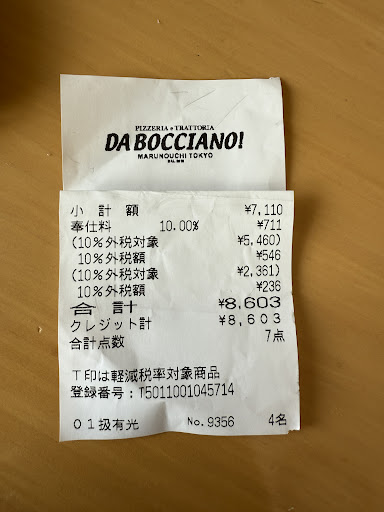 PIZZERIA・TRATTORIA
DA BOCCIANO!
MARUNOUCHI TOKYO
小計額 ¥7,110
奉仕料 10.00% ¥711
(10%外税対象 ¥5,460)
10%外税額 ¥546
(10%外税対象 ¥2,361)
10%外税額 ¥236
合計 ¥8,603
クレジット計 ¥8,603
合計点数 7点
T印は軽減税率対象商品
登録番号:T5011001045714
01扱有光 No.9356 4名